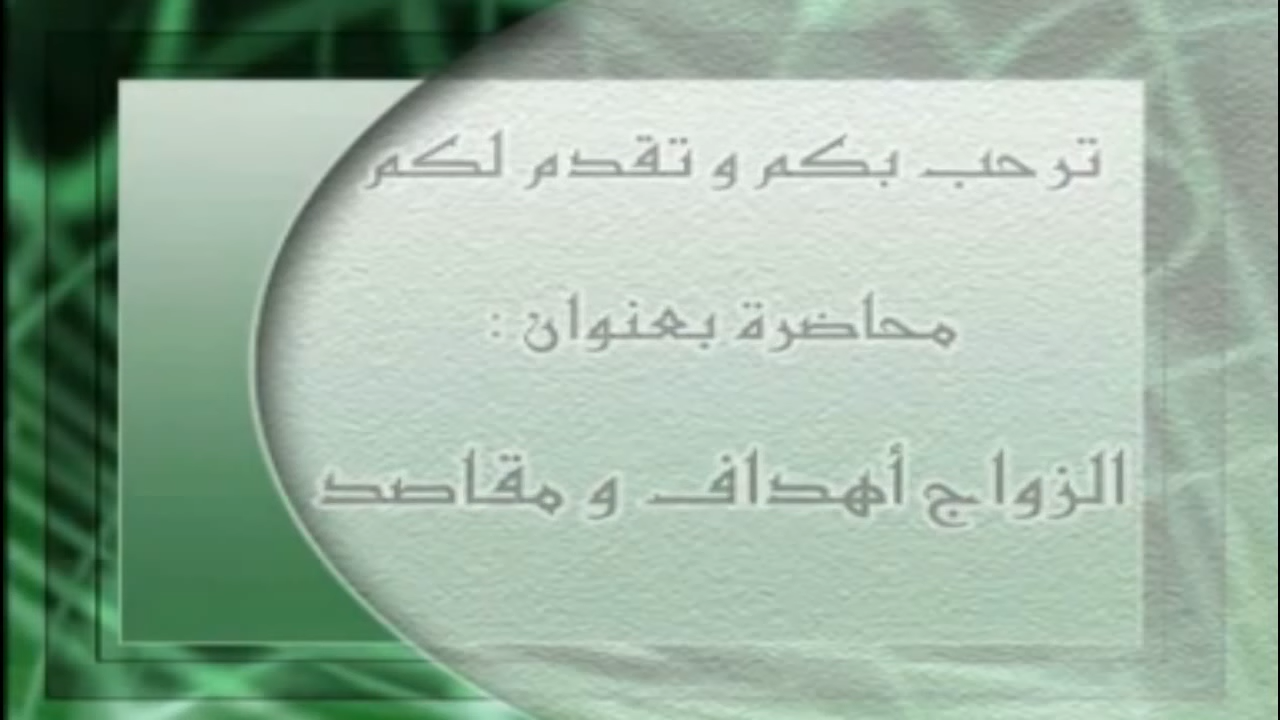 ترحب بكم و تقدم لكم
محاضرة بعنوان :
الزواج أهداف و مقاصد